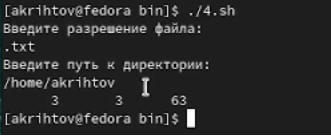 [akrihtov@fedora bin]$ ./4.sh
Введите разрешение файла:
.txt
Введите путь к директории:
/home/akrihtov
3 3 63
[akrihtov@fedora bin]$